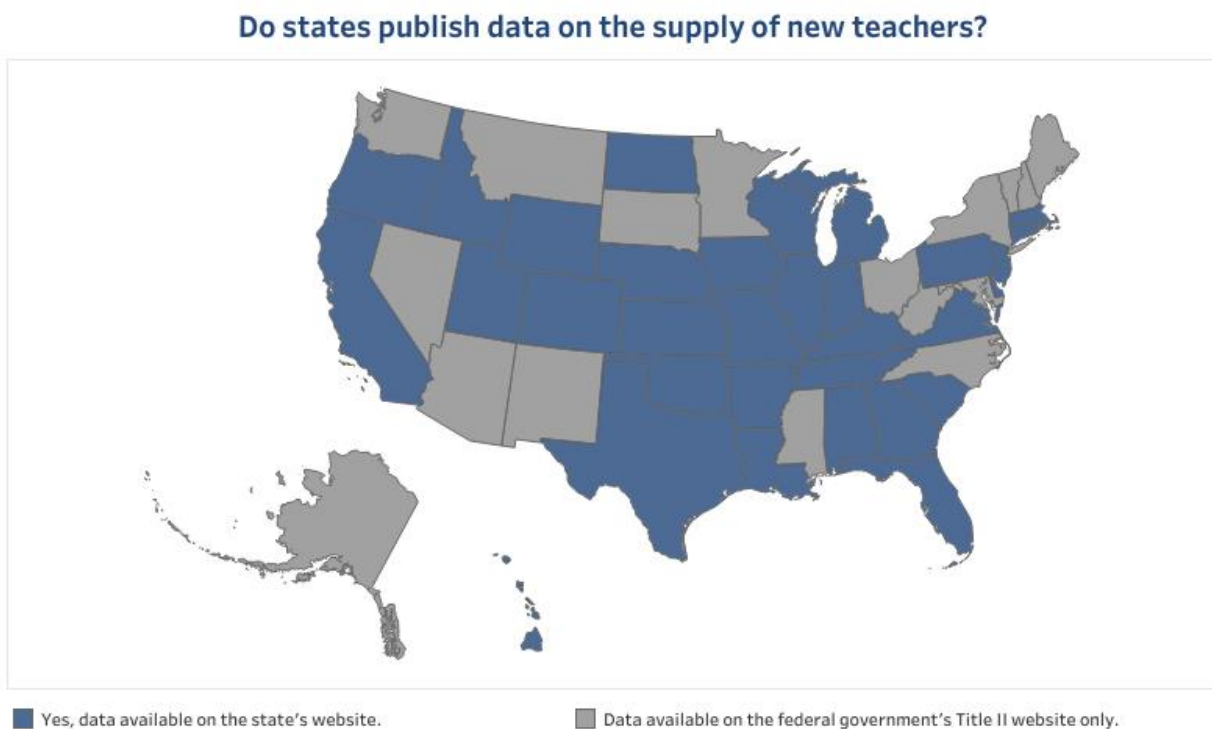 Do states publish data on the supply of new teachers?
Yes, data available on the state's website.
Data available on the federal government's Title II website only.